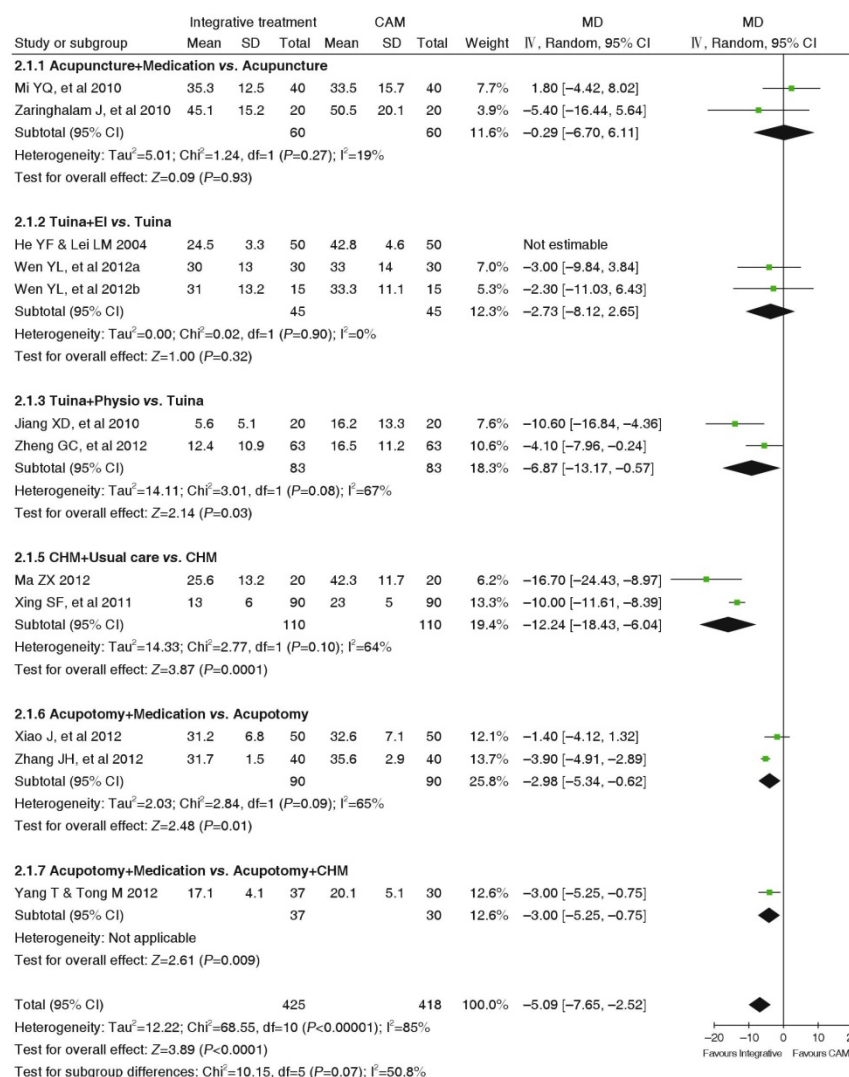 Integrative treatment CAM MD MD
Study or subgroup Mean SD Total Mean SD Total Weight IV, Random, 95% CI IV, Random, 95% CI
2.1.1 Acupuncture+Medication vs. Acupuncture
Mi YQ, et al 2010 35.3 12.5 40 33.5 15.7 40 7.7% 1.80 [−4.42, 8.02]
Zaringhalam J, et al 2010 45.1 15.2 20 50.5 20.1 20 3.9% −5.40 [−16.44, 5.64]
Subtotal (95% CI) 60 60 11.6% −0.29 [−6.70, 6.11]
Heterogeneity: Tau²=5.01; Chi²=1.24, df=1 (P=0.27); I²=19%
Test for overall effect: Z=0.09 (P=0.93)
2.1.2 Tuina+EI vs. Tuina
He YF & Lei LM 2004 24.5 3.3 50 42.8 4.6 50 Not estimable
Wen YL, et al 2012a 30 13 30 33 14 30 7.0% −3.00 [−9.84, 3.84]
Wen YL, et al 2012b 31 13.2 15 33.3 11.1 15 5.3% −2.30 [−11.03, 6.43]
Subtotal (95% CI) 45 45 12.3% −2.73 [−8.12, 2.65]
Heterogeneity: Tau²=0.00; Chi²=0.02, df=1 (P=0.90); I²=0%
Test for overall effect: Z=1.00 (P=0.32)
2.1.3 Tuina+Physio vs. Tuina
Jiang XD, et al 2010 5.6 5.1 20 16.2 13.3 20 7.6% −10.60 [−16.84, −4.36]
Zheng GC, et al 2012 12.4 10.9 63 16.5 11.2 63 10.6% −4.10 [−7.96, −0.24]
Subtotal (95% CI) 83 83 18.3% −6.87 [−13.17, −0.57]
Heterogeneity: Tau²=14.11; Chi²=3.01, df=1 (P=0.08); I²=67%
Test for overall effect: Z=2.14 (P=0.03)
2.1.5 CHM+Usual care vs. CHM
Ma ZX 2012 25.6 13.2 20 42.3 11.7 20 6.2% −16.70 [−24.43, −8.97]
Xing SF, et al 2011 13 6 90 23 5 90 13.3% −10.00 [−11.61, −8.39]
Subtotal (95% CI) 110 110 19.4% −12.24 [−18.43, −6.04]
Heterogeneity: Tau²=14.33; Chi²=2.77, df=1 (P=0.10); I²=64%
Test for overall effect: Z=3.87 (P=0.0001)
2.1.6 Acupotomy+Medication vs. Acupotomy
Xiao J, et al 2012 31.2 6.8 50 32.6 7.1 50 12.1% −1.40 [−4.12, 1.32]
Zhang JH, et al 2012 31.7 1.5 40 35.6 2.9 40 13.7% −3.90 [−4.91, −2.89]
Subtotal (95% CI) 90 90 25.8% −2.98 [−5.34, −0.62]
Heterogeneity: Tau²=2.03; Chi²=2.84, df=1 (P=0.09); I²=65%
Test for overall effect: Z=2.48 (P=0.01)
2.1.7 Acupotomy+Medication vs. Acupotomy+CHM
Yang T & Tong M 2012 17.1 4.1 37 20.1 5.1 30 12.6% −3.00 [−5.25, −0.75]
Subtotal (95% CI) 37 30 12.6% −3.00 [−5.25, −0.75]
Heterogeneity: Not applicable
Test for overall effect: Z=2.61 (P=0.009)
Total (95% CI) 425 418 100.0% −5.09 [−7.65, −2.52]
Heterogeneity: Tau²=12.22; Chi²=68.55, df=10 (P<0.00001); I²=85%
Test for overall effect: Z=3.89 (P<0.0001)
Test for subgroup differences: Chi²=10.15, df=5 (P=0.07); I²=50.8%
−20 −10 0 10
Favours Integrative Favours CAM